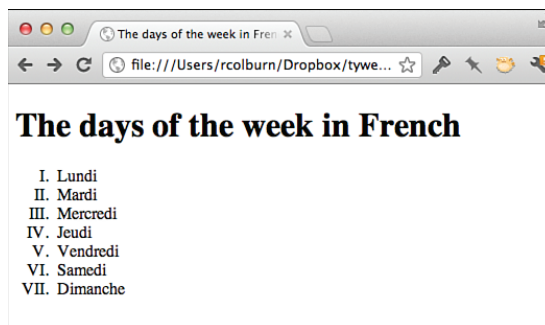 The days of the week in Fren
file:///Users/rcolburn/Dropbox/tywe...
The days of the week in French
I. Lundi
II. Mardi
III. Mercredi
IV. Jeudi
V. Vendredi
VI. Samedi
VII. Dimanche